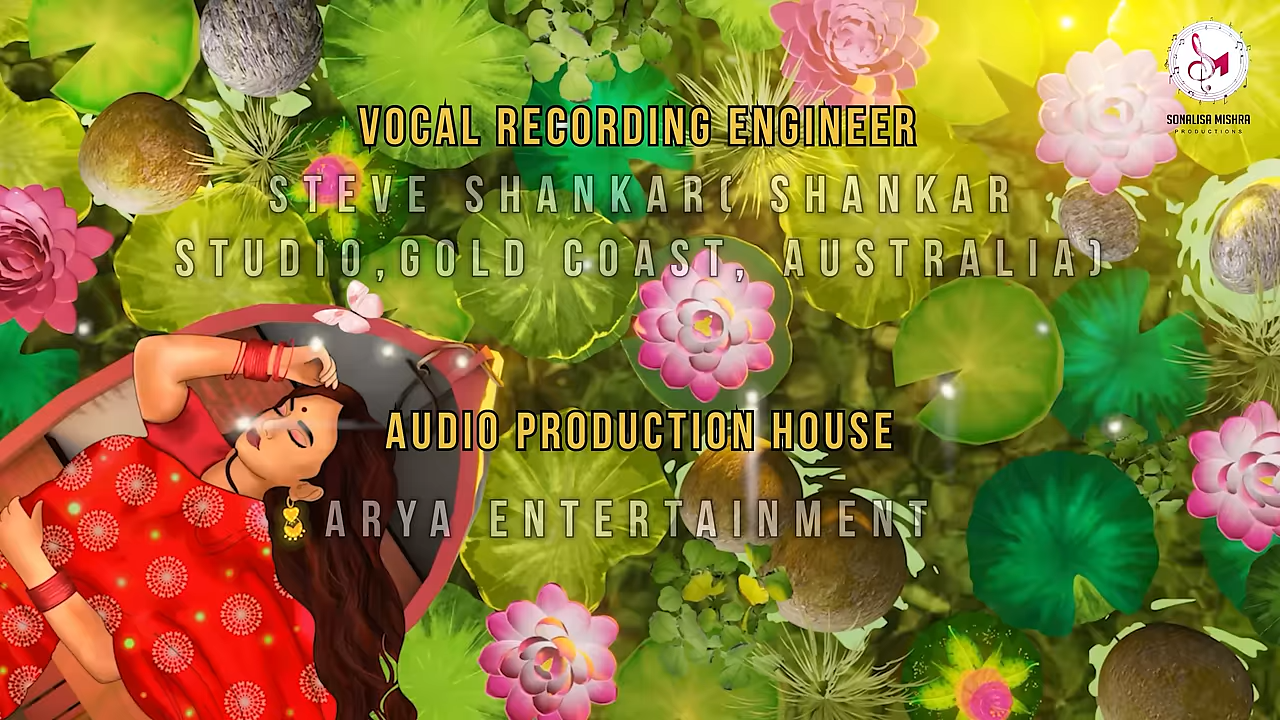 VOCAL RECORDING ENGINEER
STEVE SHANKAR( SHANKAR
STUDIO,GOLD COAST, AUSTRALIA)
AUDIO PRODUCTION HOUSE
ARYA ENTERTAINMENT
SONALISA MISHRA
PRODUCTIONS